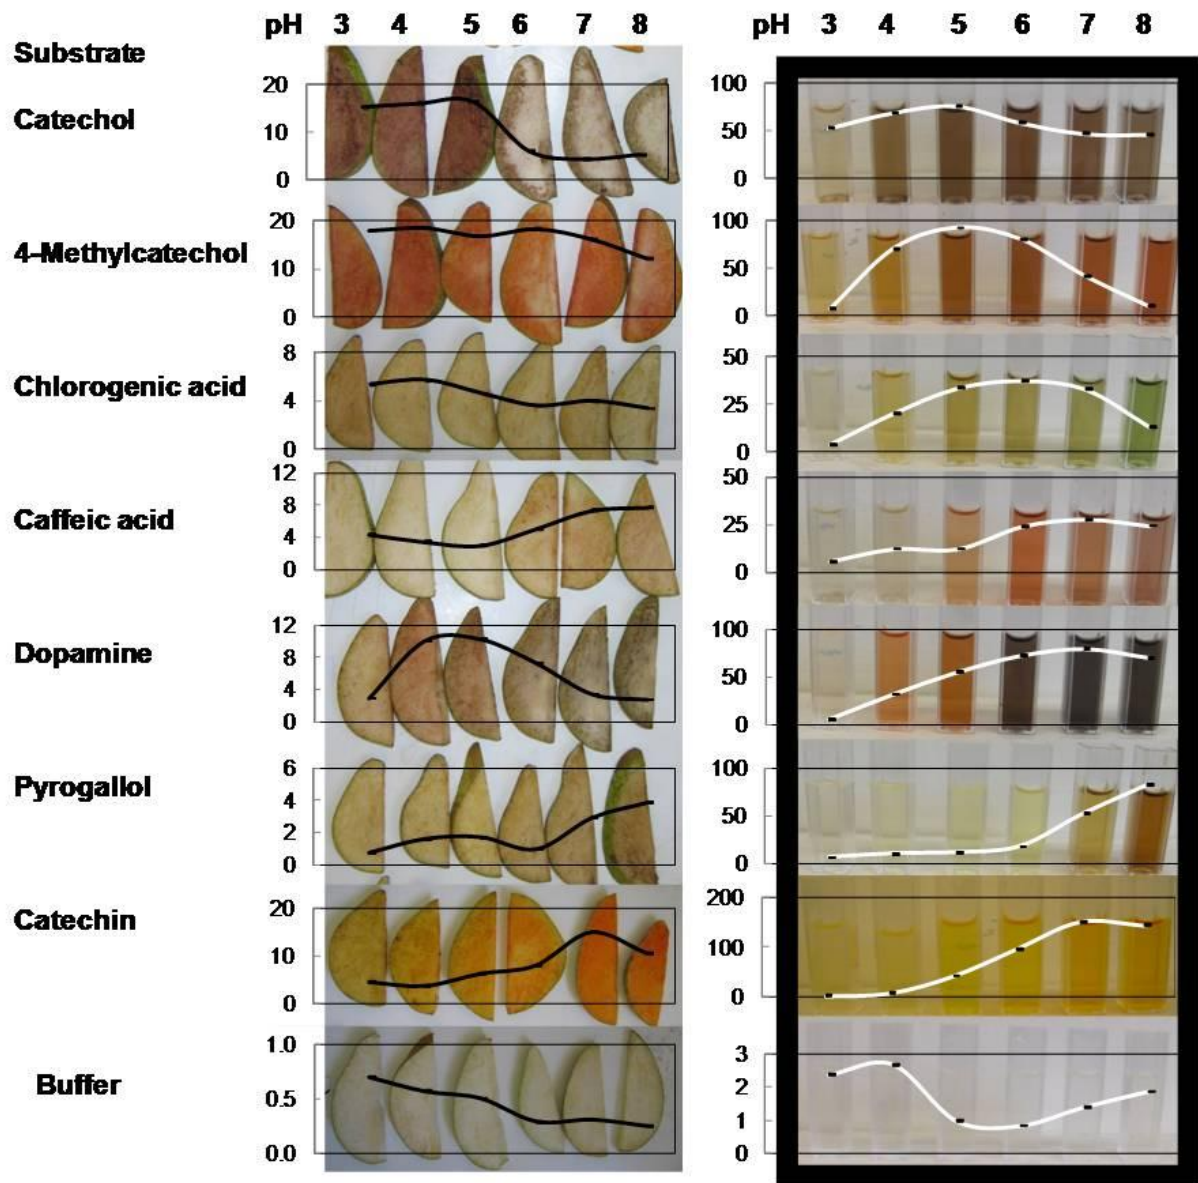 pH 3 4 5 6 7 8 pH 3 4 5 6 7 8
Substrate
20 100
Catechol
10 50
0 0
20 100
4-Methylcatechol
10 50
0 0
8 50
Chlorogenic acid
4 25
0 0
12 50
8
Caffeic acid 25
4
0 0
12 100
Dopamine
8 50
4
0 0
6 100
Pyrogallol
4 50
2
0 0
20 200
Catechin
10 100
0 0
1.0 3
2
Buffer 0.5
1
0.0 0